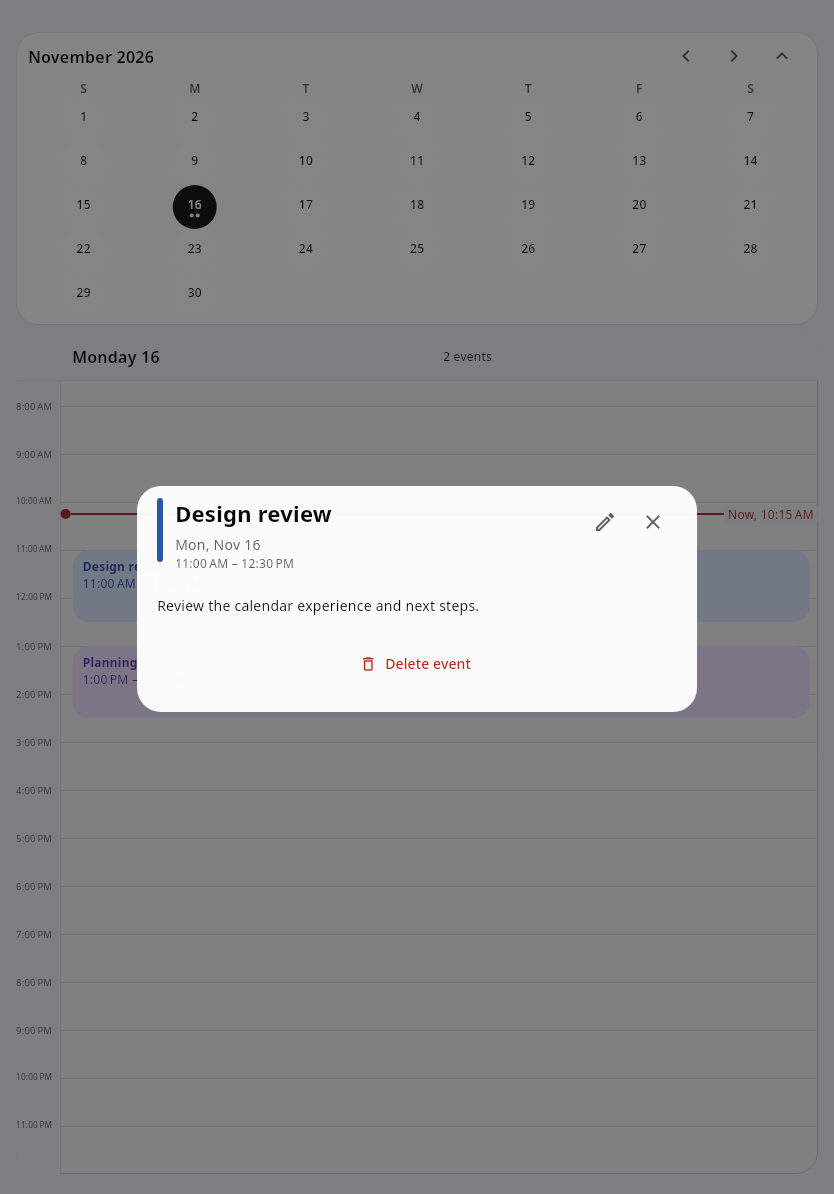 November 2026
S M T W T F S
1 2 3 4 5 6 7
8 9 10 11 12 13 14
15 16 17 18 19 20 21
22 23 24 25 26 27 28
29 30
Monday 16
2 events
8:00 AM
9:00 AM
10:00 AM
Now, 10:15 AM
Design review
Mon, Nov 16
11:00 AM – 12:30 PM
Review the calendar experience and next steps.
Delete event
11:00 AM
Design
11:00 AM
12:00 PM
1:00 PM
Planning
1:00 PM –
2:00 PM
3:00 PM
4:00 PM
5:00 PM
6:00 PM
7:00 PM
8:00 PM
9:00 PM
10:00 PM
11:00 PM